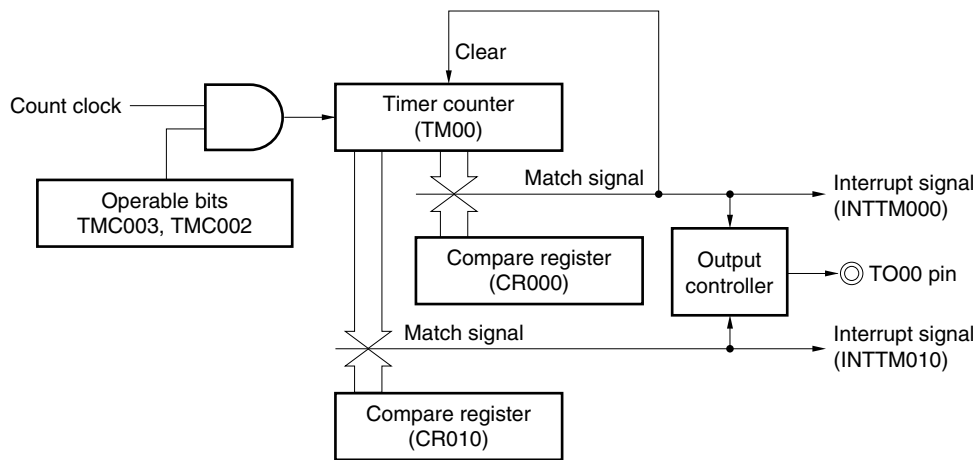 Clear
Count clock
Timer counter
(TM00)
Operable bits
TMC003, TMC002
Match signal
Interrupt signal
(INTTM000)
Compare register
(CR000)
Output
controller
TO00 pin
Match signal
Interrupt signal
(INTTM010)
Compare register
(CR010)